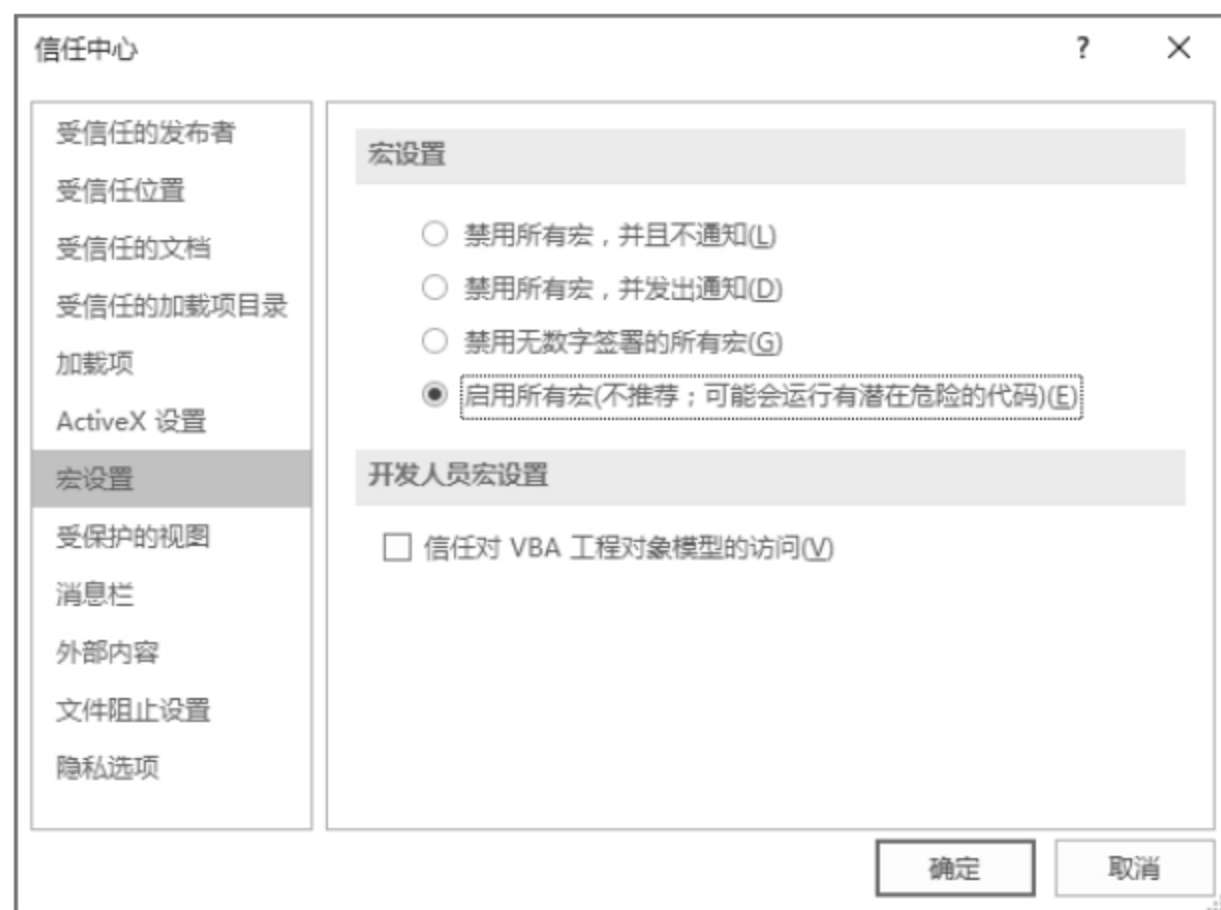 信任中心
?
受信任的发布者
受信任位置
受信任的文档
受信任的加载项目录
加载项
ActiveX 设置
宏设置
受保护的视图
消息栏
外部内容
文件阻止设置
隐私选项
宏设置
禁用所有宏，并且不通知(L)
禁用所有宏，并发出通知(D)
禁用无数字签署的所有宏(G)
启用所有宏(不推荐；可能会运行有潜在危险的代码)(E)
开发人员宏设置
信任对 VBA 工程对象模型的访问(V)
确定
取消